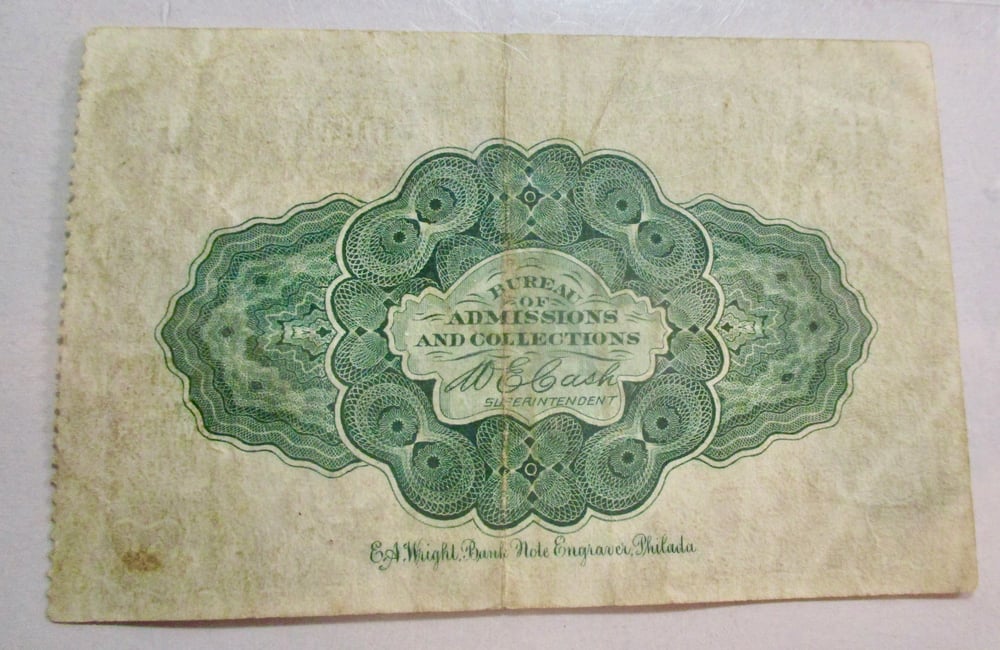 BUREAU
OF
ADMISSIONS
AND COLLECTIONS
W E Cash
SUPERINTENDENT
E.A. Wright. Bank Note Engraver, Philada